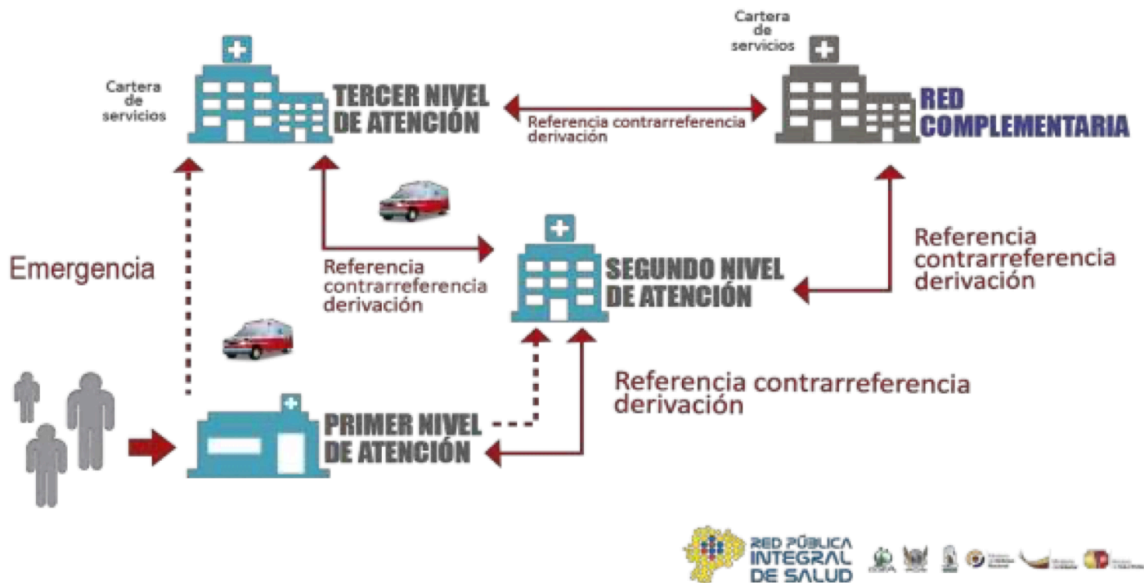 Cartera
de
servicios
TERCER NIVEL
DE ATENCIÓN
Cartera
de
servicios
RED
COMPLEMENTARIA
Referencia contrarreferencia
derivación
Emergencia
Referencia
contrarreferencia
derivación
SEGUNDO NIVEL
DE ATENCIÓN
Referencia
contrarreferencia
derivación
PRIMER NIVEL
DE ATENCIÓN
Referencia contrarreferencia
derivación
RED PÚBLICA
INTEGRAL
DE SALUD